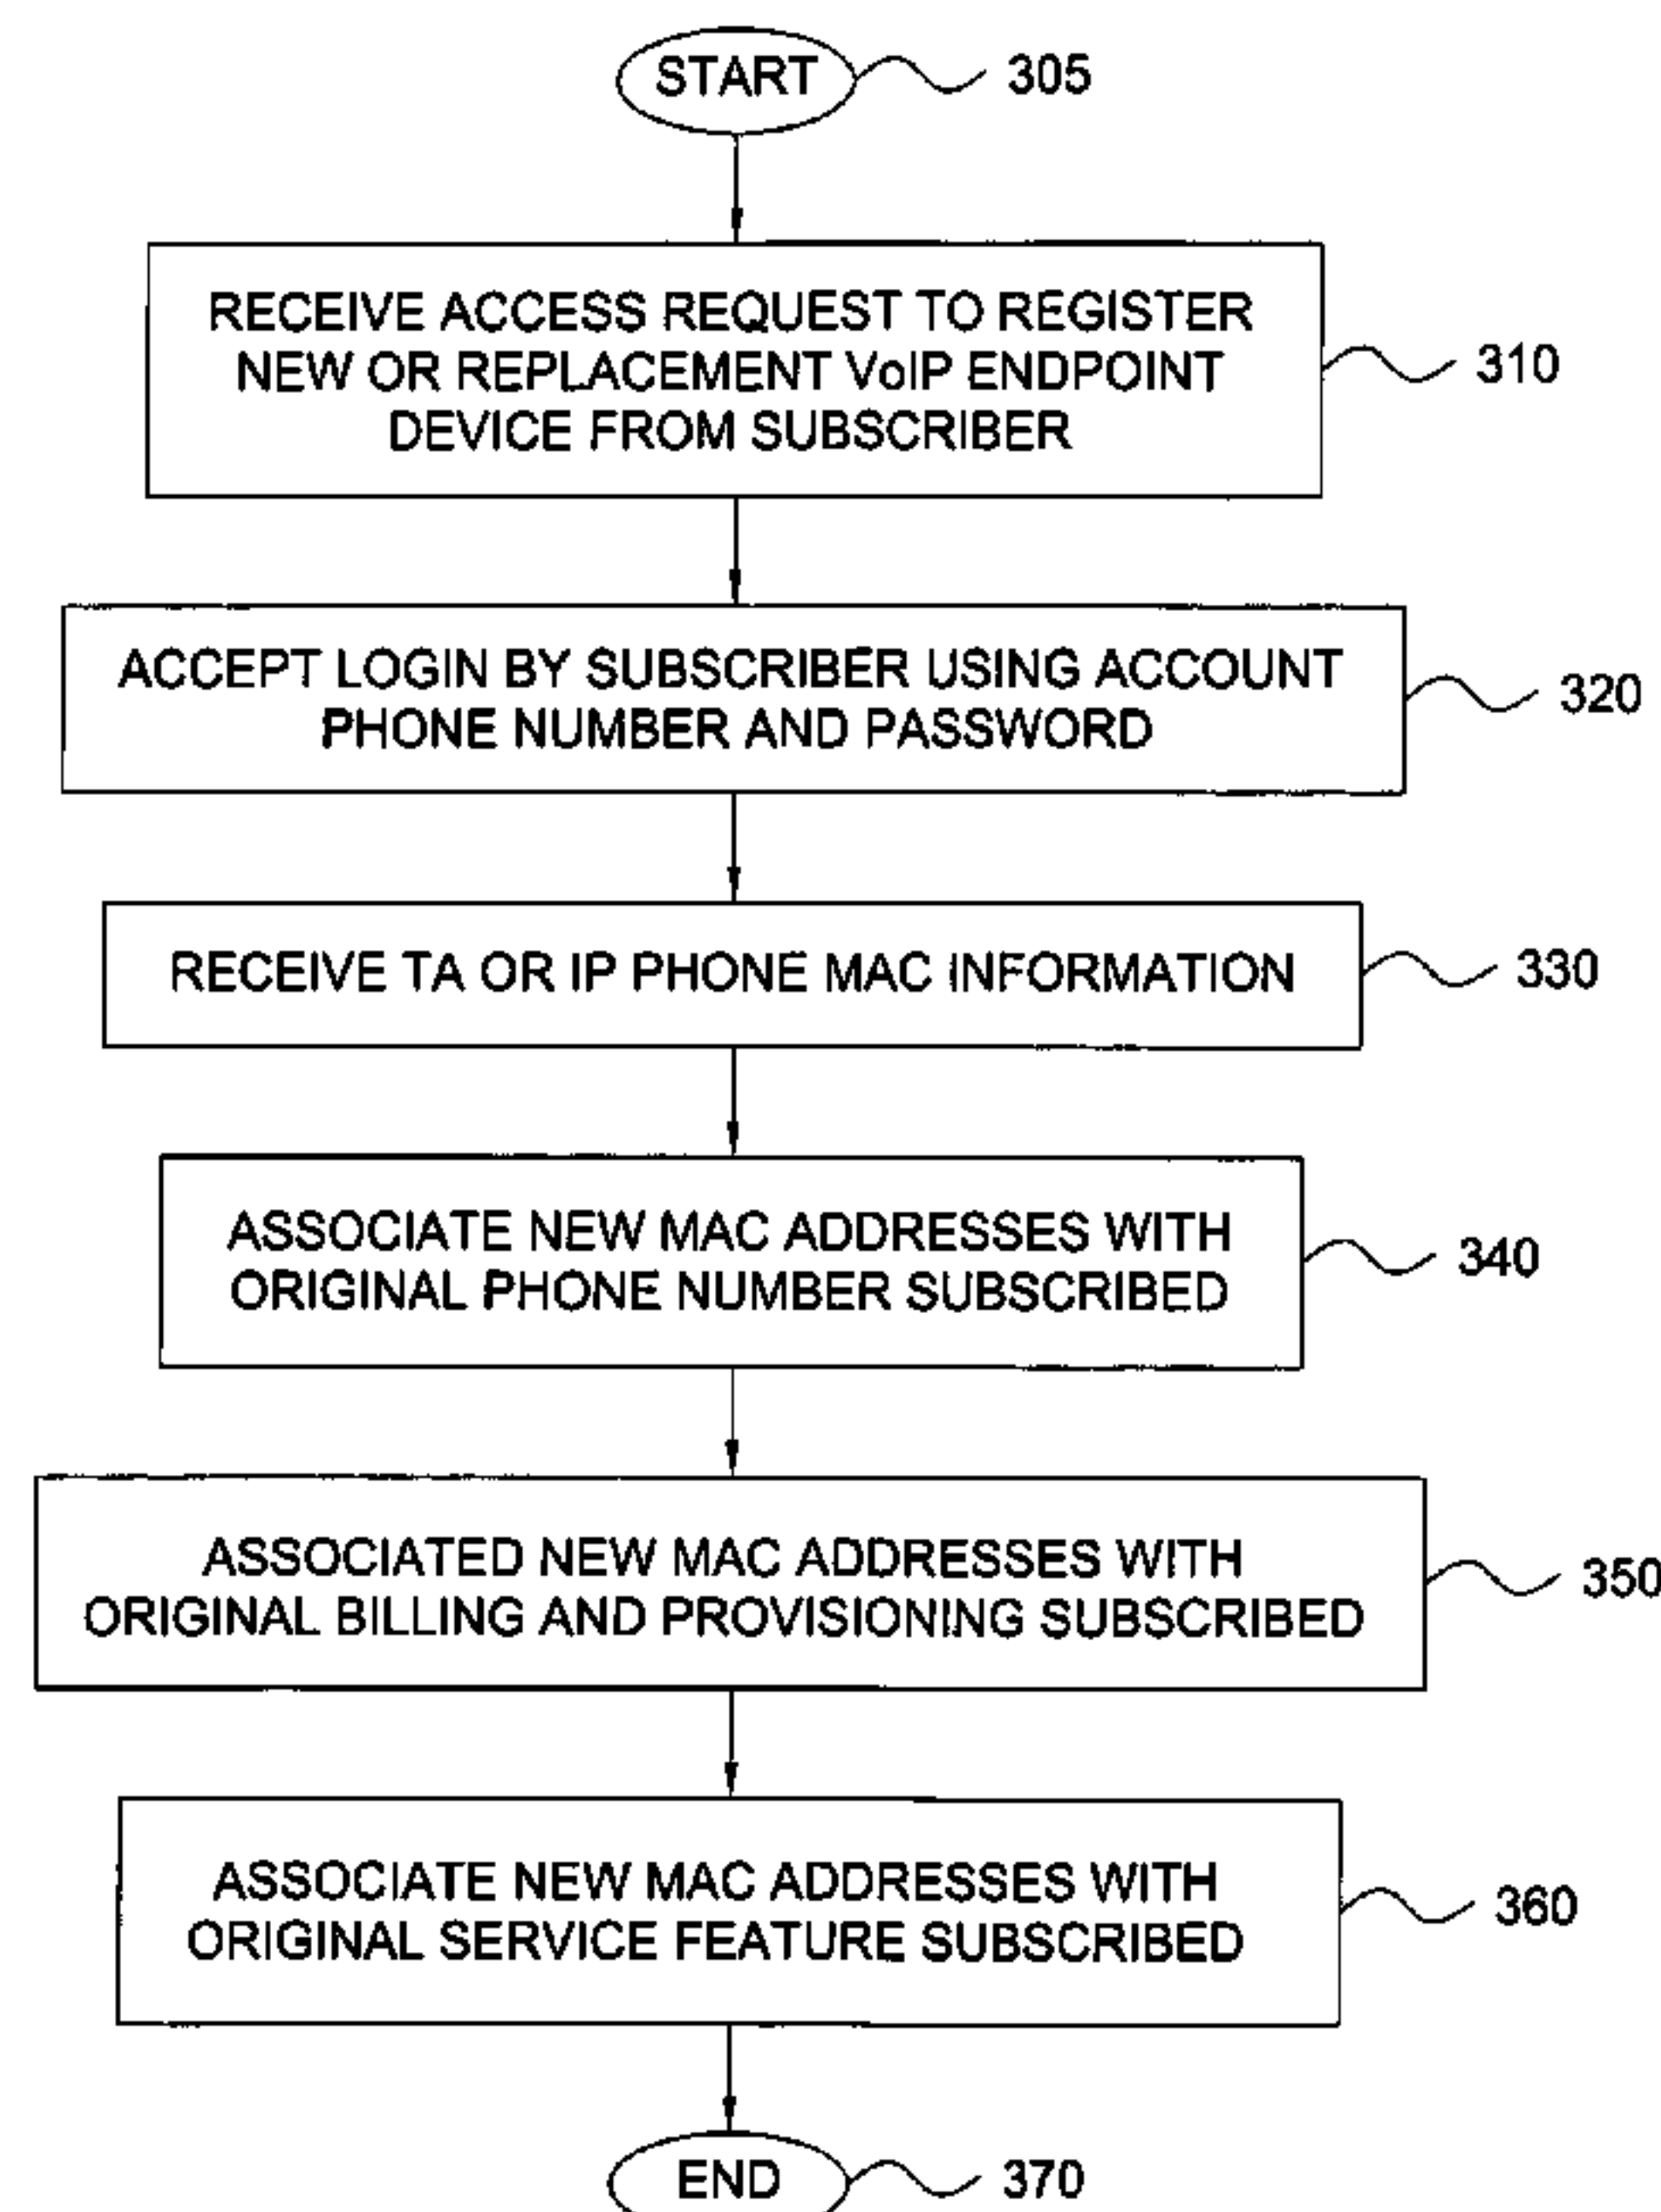 START
305
RECEIVE ACCESS REQUEST TO REGISTER
NEW OR REPLACEMENT VoIP ENDPOINT
DEVICE FROM SUBSCRIBER
310
ACCEPT LOGIN BY SUBSCRIBER USING ACCOUNT
PHONE NUMBER AND PASSWORD
320
RECEIVE TA OR IP PHONE MAC INFORMATION
330
ASSOCIATE NEW MAC ADDRESSES WITH
ORIGINAL PHONE NUMBER SUBSCRIBED
340
ASSOCIATED NEW MAC ADDRESSES WITH
ORIGINAL BILLING AND PROVISIONING SUBSCRIBED
350
ASSOCIATE NEW MAC ADDRESSES WITH
ORIGINAL SERVICE FEATURE SUBSCRIBED
360
END
370